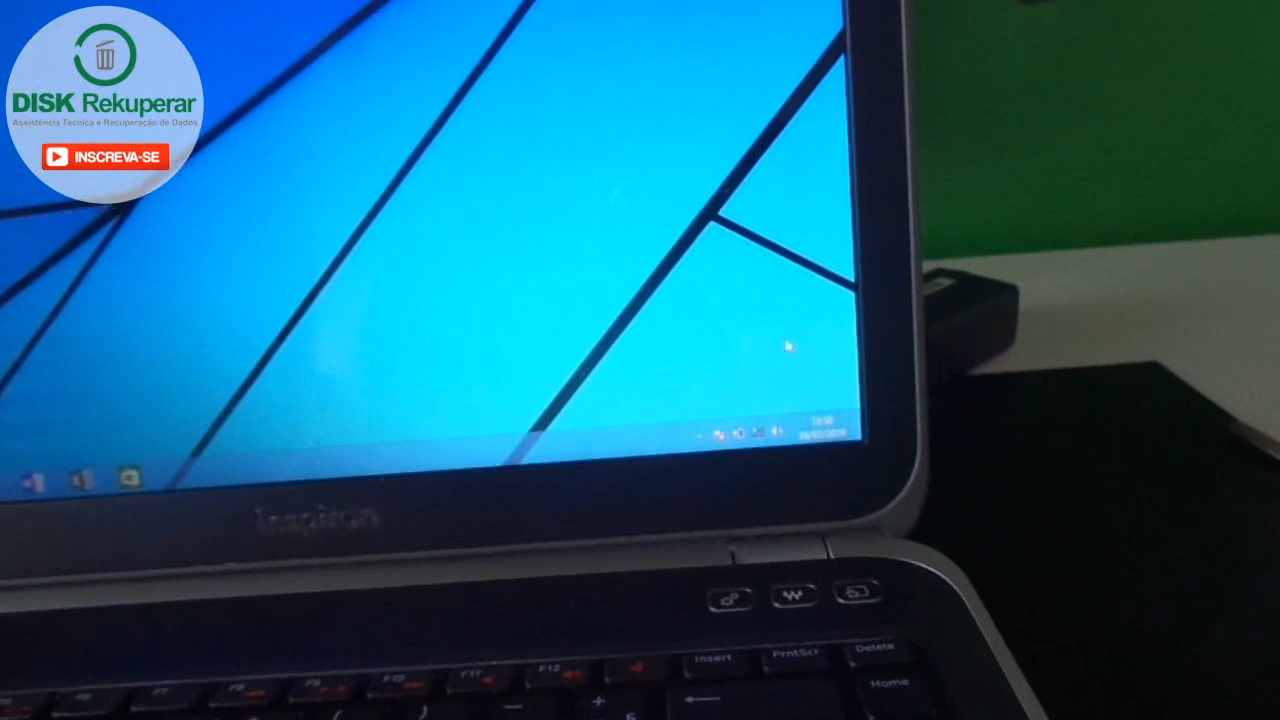 DISK Rekuperar
Assistência Técnica e Recuperação de Dados
INSCREVA-SE
inspiron
Insert
PrntScr
Delete
F6
F7
F8
F9
F10
F11
F12
Home